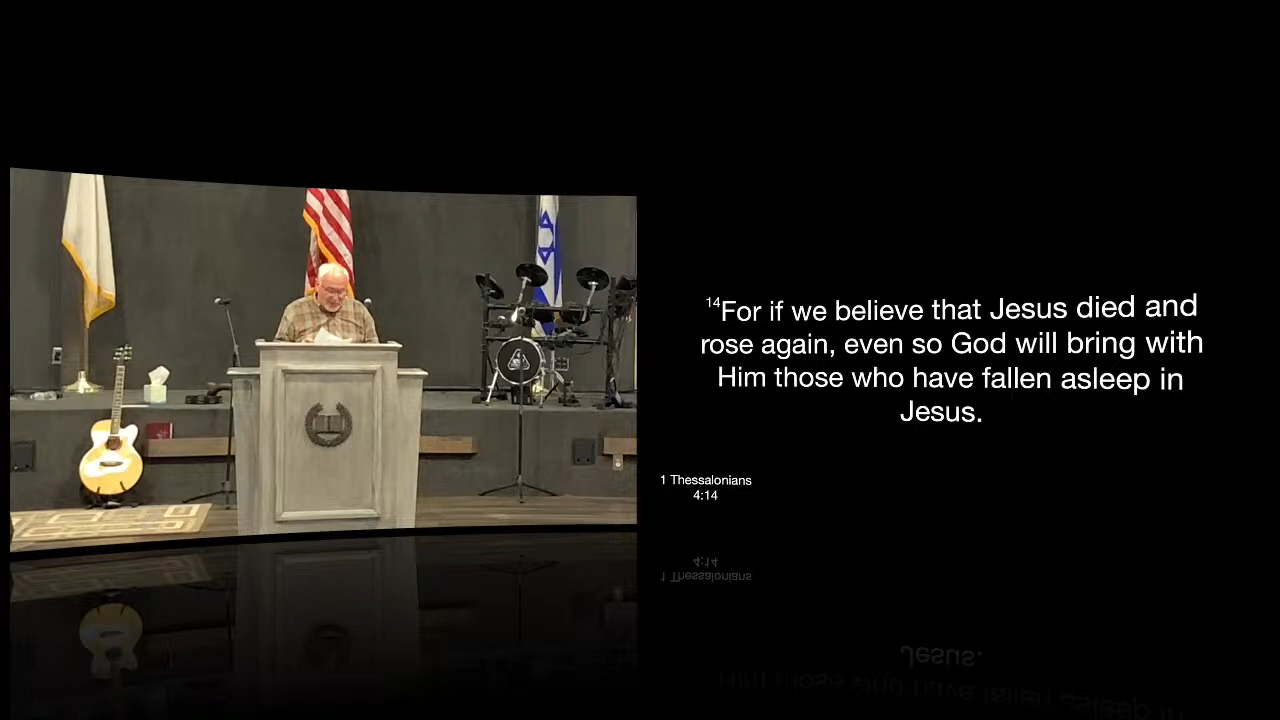 ¹⁴For if we believe that Jesus died and
rose again, even so God will bring with
Him those who have fallen asleep in
Jesus.
1 Thessalonians
4:14